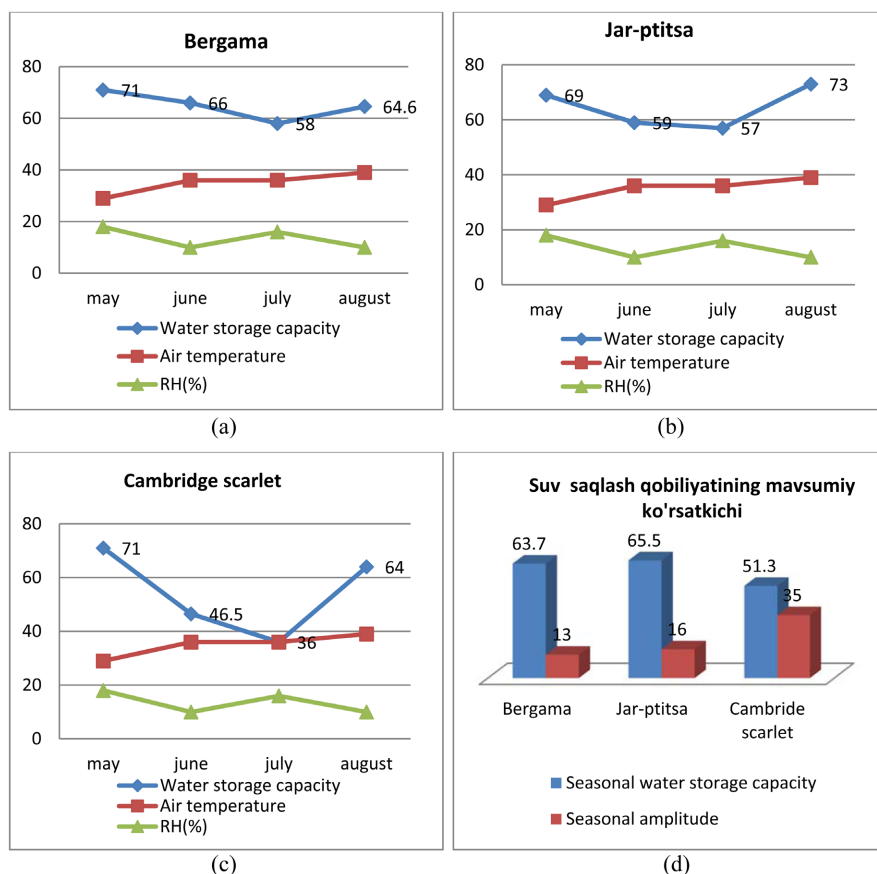 Bergama
80
60
40
20
0
71
66
58
64.6
may june july august
Water storage capacity
Air temperature
RH(%)
(a)
Jar-ptitsa
80
60
40
20
0
69
59
57
73
may june july august
Water storage capacity
Air temperature
RH(%)
(b)
Cambridge scarlet
80
60
40
20
0
71
46.5
36
64
may june july august
Water storage capacity
Air temperature
RH(%)
(c)
Suv saqlash qobiliyatining mavsumiy
ko'rsatkichi
63.7
13
65.5
16
51.3
35
Bergama Jar-ptitsa Cambride
scarlet
Seasonal water storage capacity
Seasonal amplitude
(d)